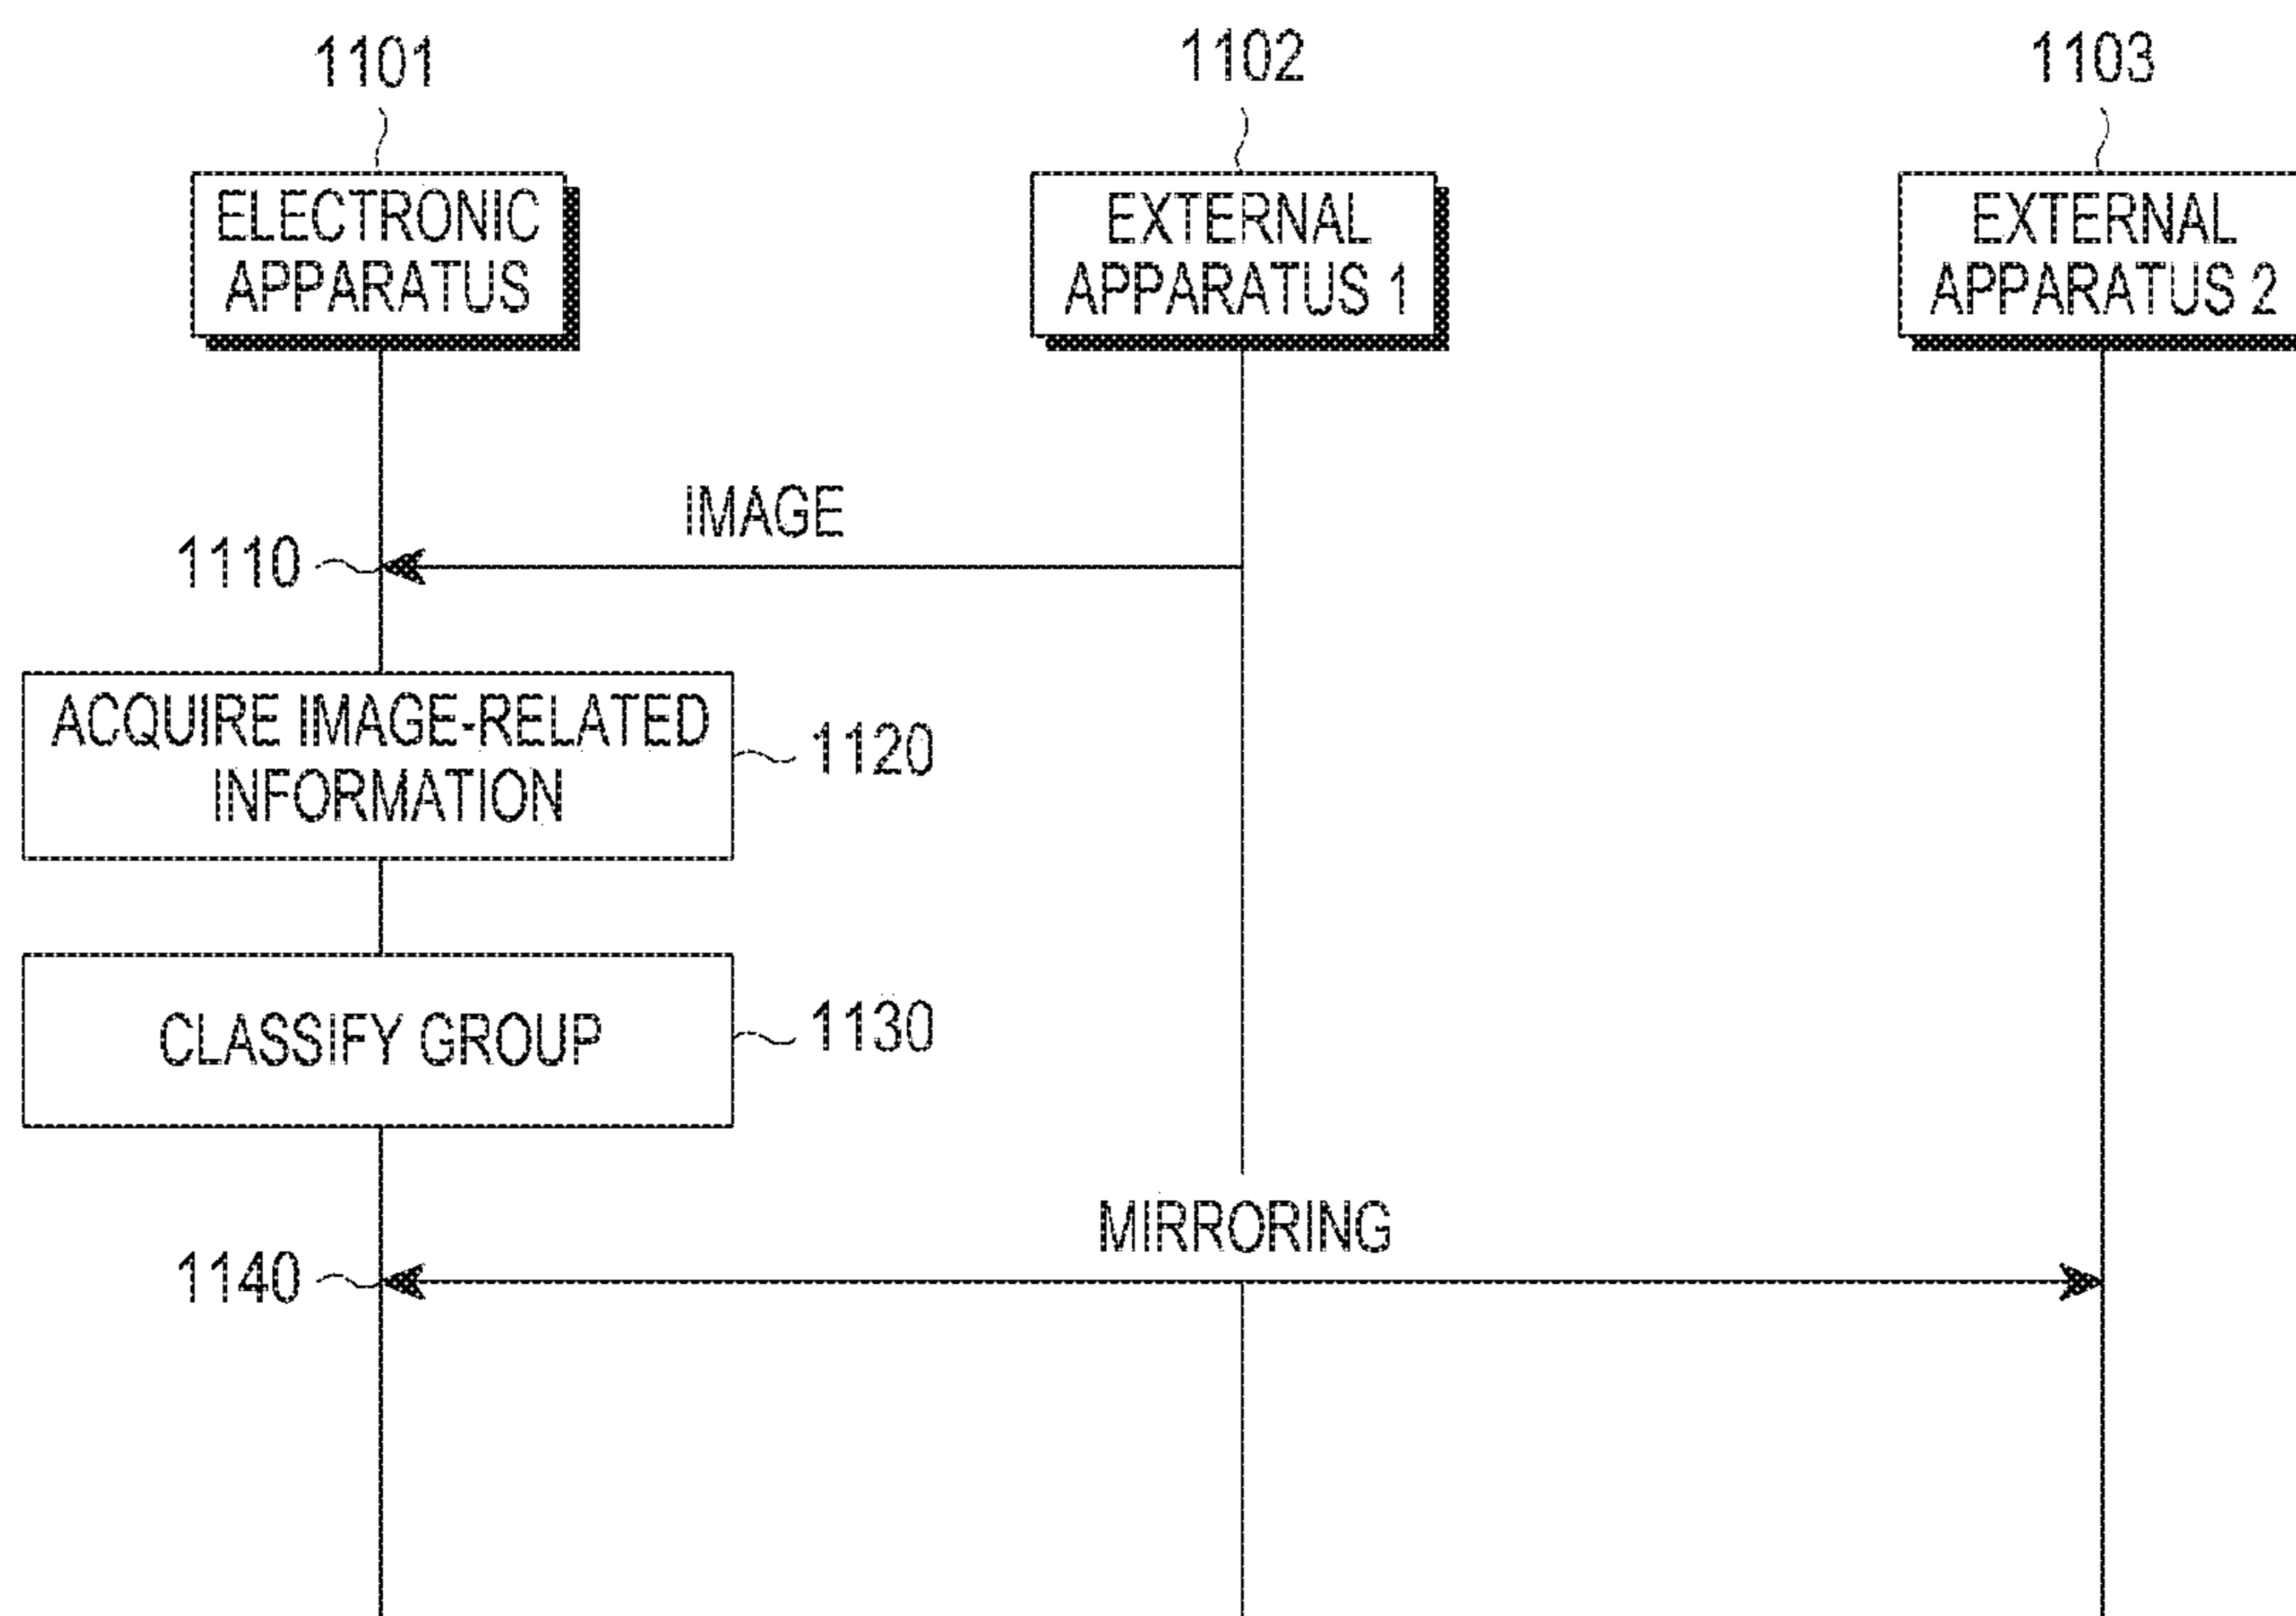 1101
1102
1103
ELECTRONIC
APPARATUS
EXTERNAL
APPARATUS 1
EXTERNAL
APPARATUS 2
IMAGE
1110
ACQUIRE IMAGE-RELATED
INFORMATION
1120
CLASSIFY GROUP
1130
MIRRORING
1140